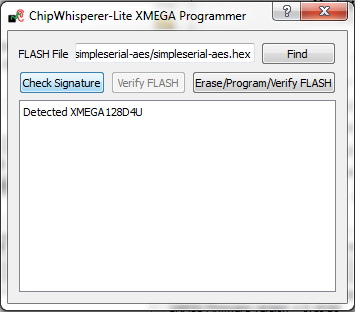 ChipWhisperer-Lite XMEGA Programmer
FLASH File simpleserial-aes/simpleserial-aes.hex Find
Check Signature Verify FLASH Erase/Program/Verify FLASH
Detected XMEGA128D4U